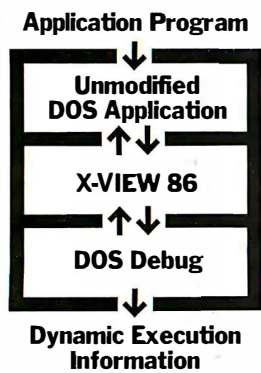 Application Program
Unmodified
DOS Application
X-VIEW 86
DOS Debug
Dynamic Execution
Information